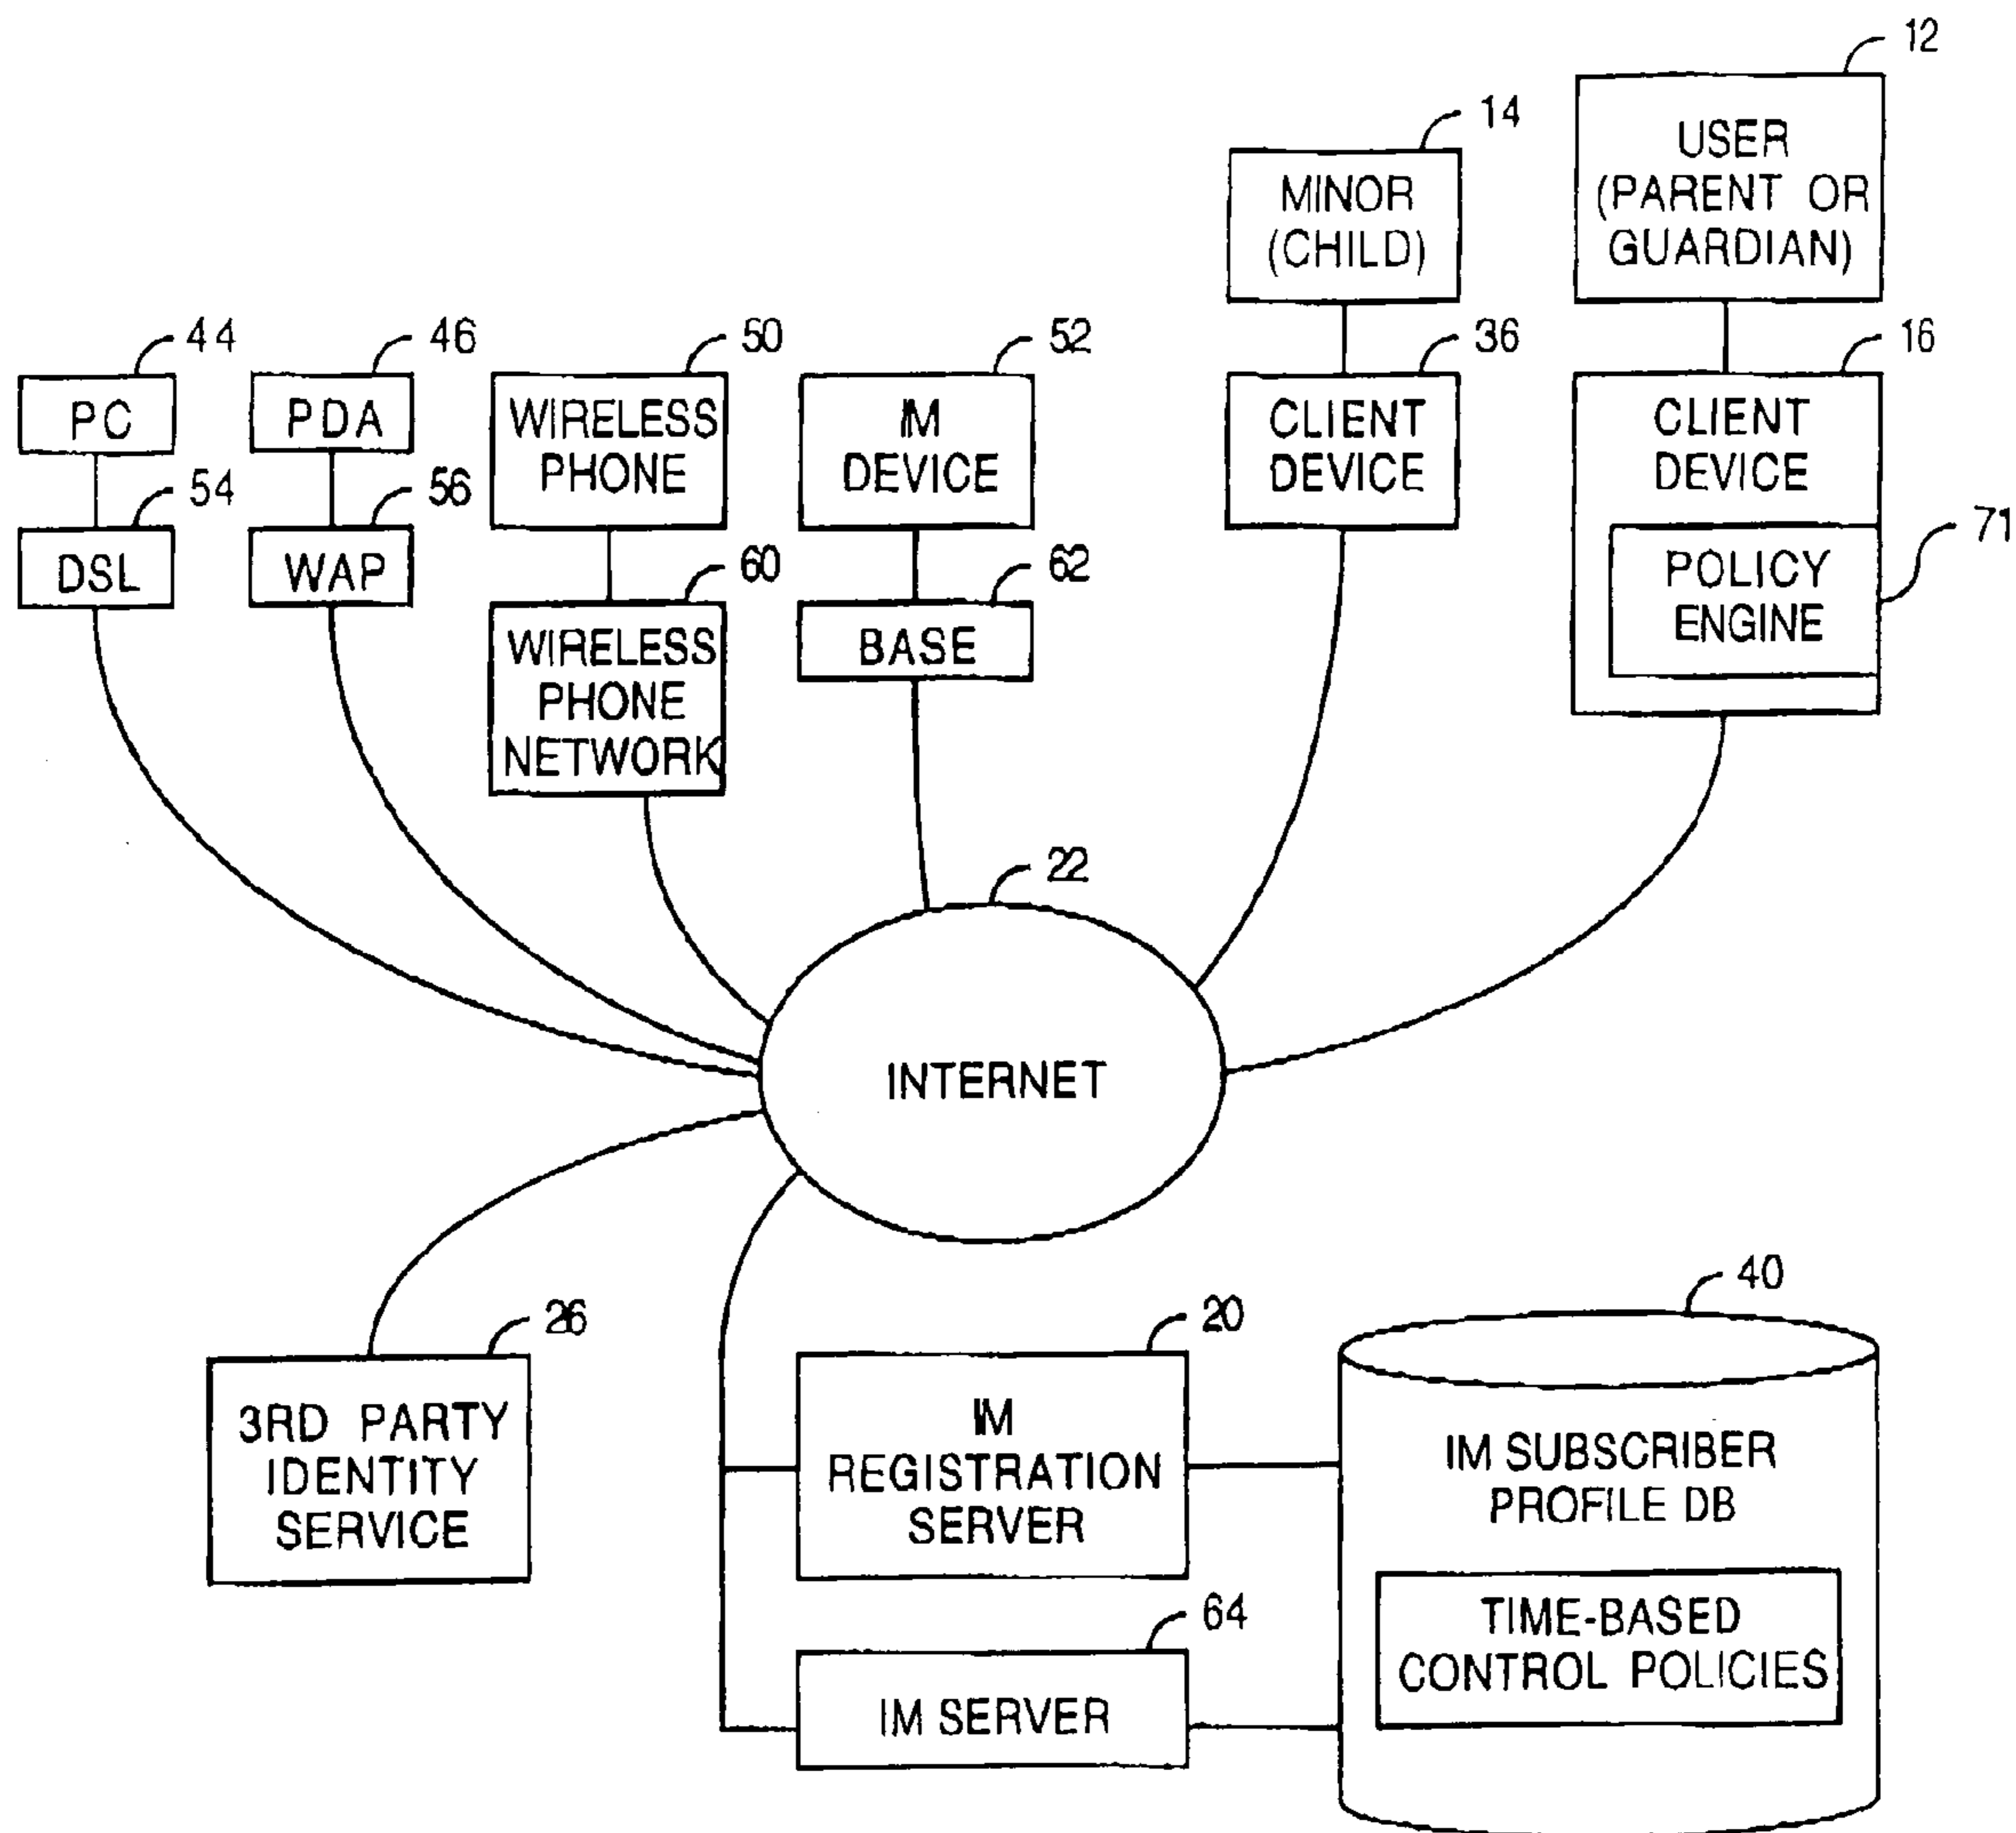 12
USER
(PARENT OR
GUARDIAN)
14
MINOR
(CHILD)
44
PC
46
PDA
50
WIRELESS
PHONE
52
IM
DEVICE
36
CLIENT
DEVICE
16
CLIENT
DEVICE
71
POLICY
ENGINE
54
DSL
56
WAP
60
WIRELESS
PHONE
NETWORK
62
BASE
22
INTERNET
26
3RD PARTY
IDENTITY
SERVICE
20
IM
REGISTRATION
SERVER
40
IM SUBSCRIBER
PROFILE DB
TIME-BASED
CONTROL POLICIES
64
IM SERVER